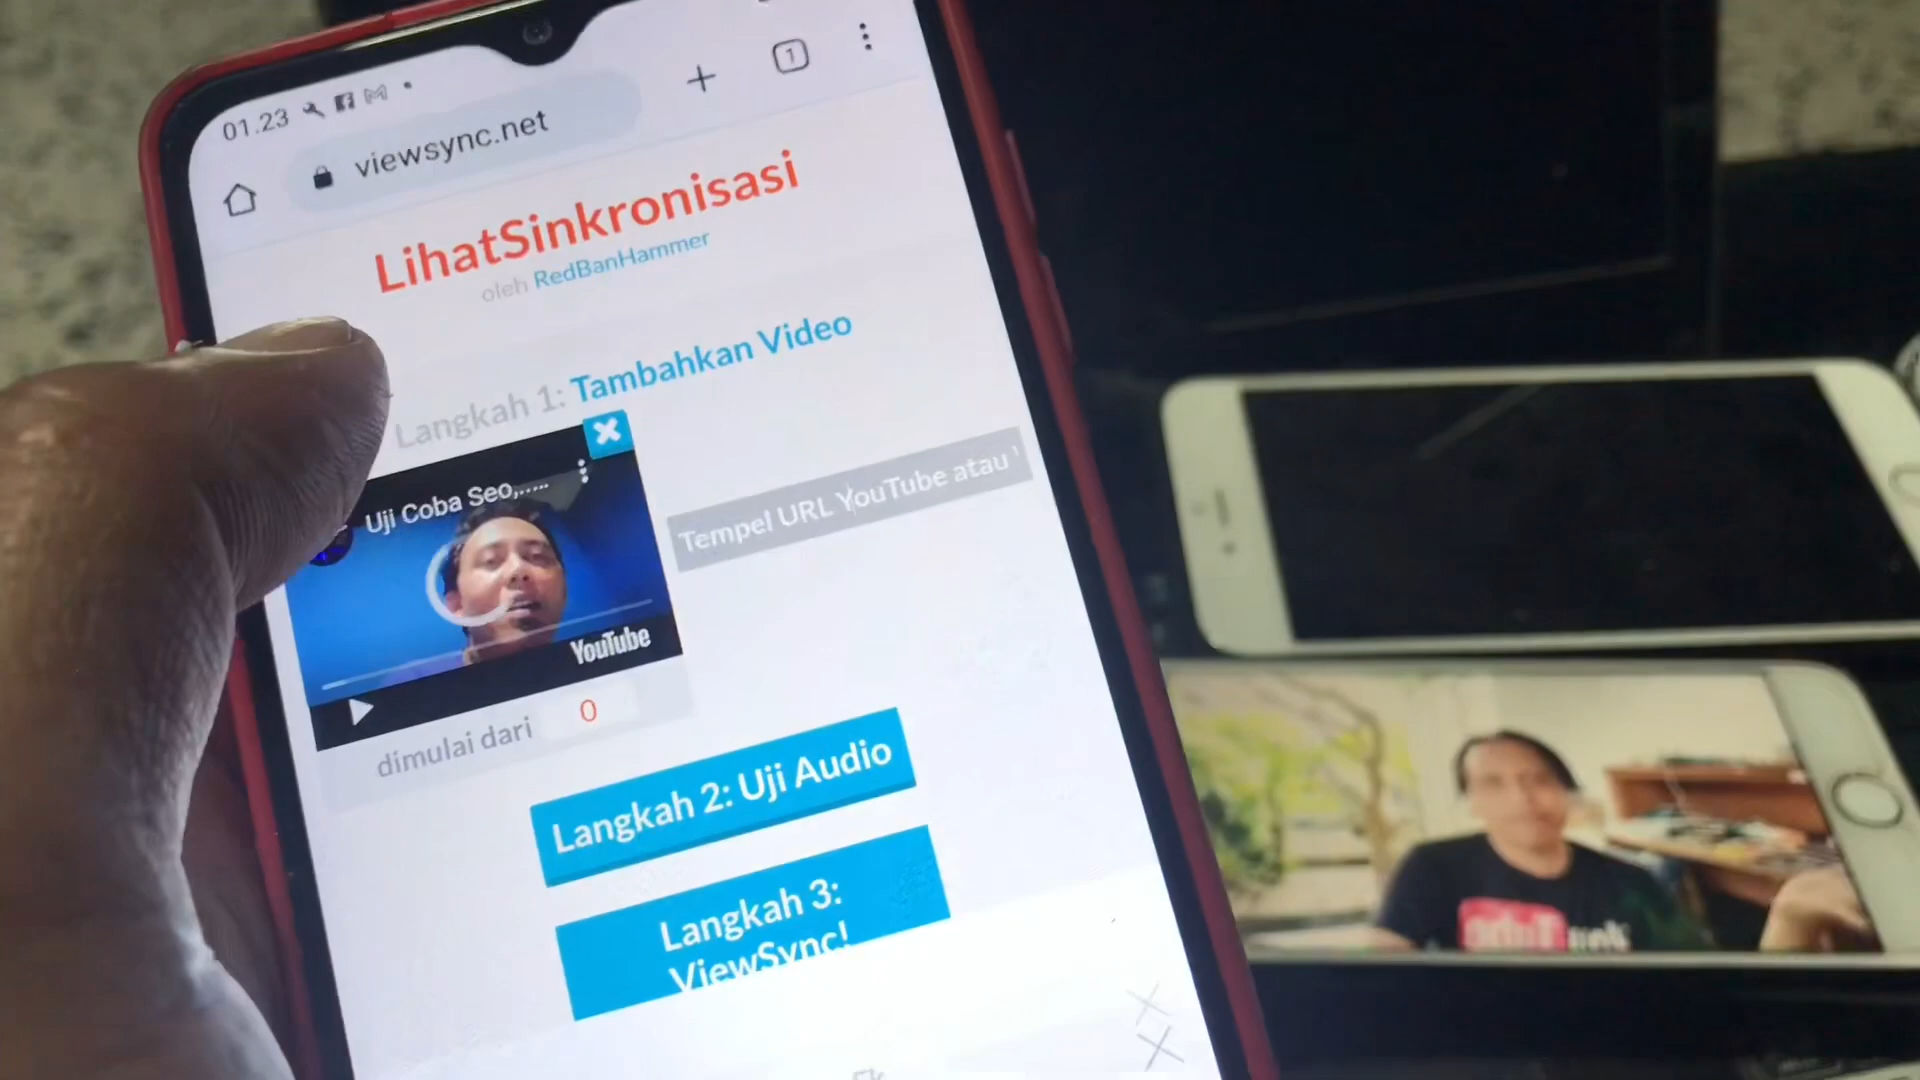 01.23
1
viewsync.net
LihatSinkronisasi
oleh RedBanHammer
Langkah 1: Tambahkan Video
Uji Coba Seo,.....
Tempel URL YouTube atau
YouTube
dimulai dari 0
Langkah 2: Uji Audio
Langkah 3:
ViewSync!